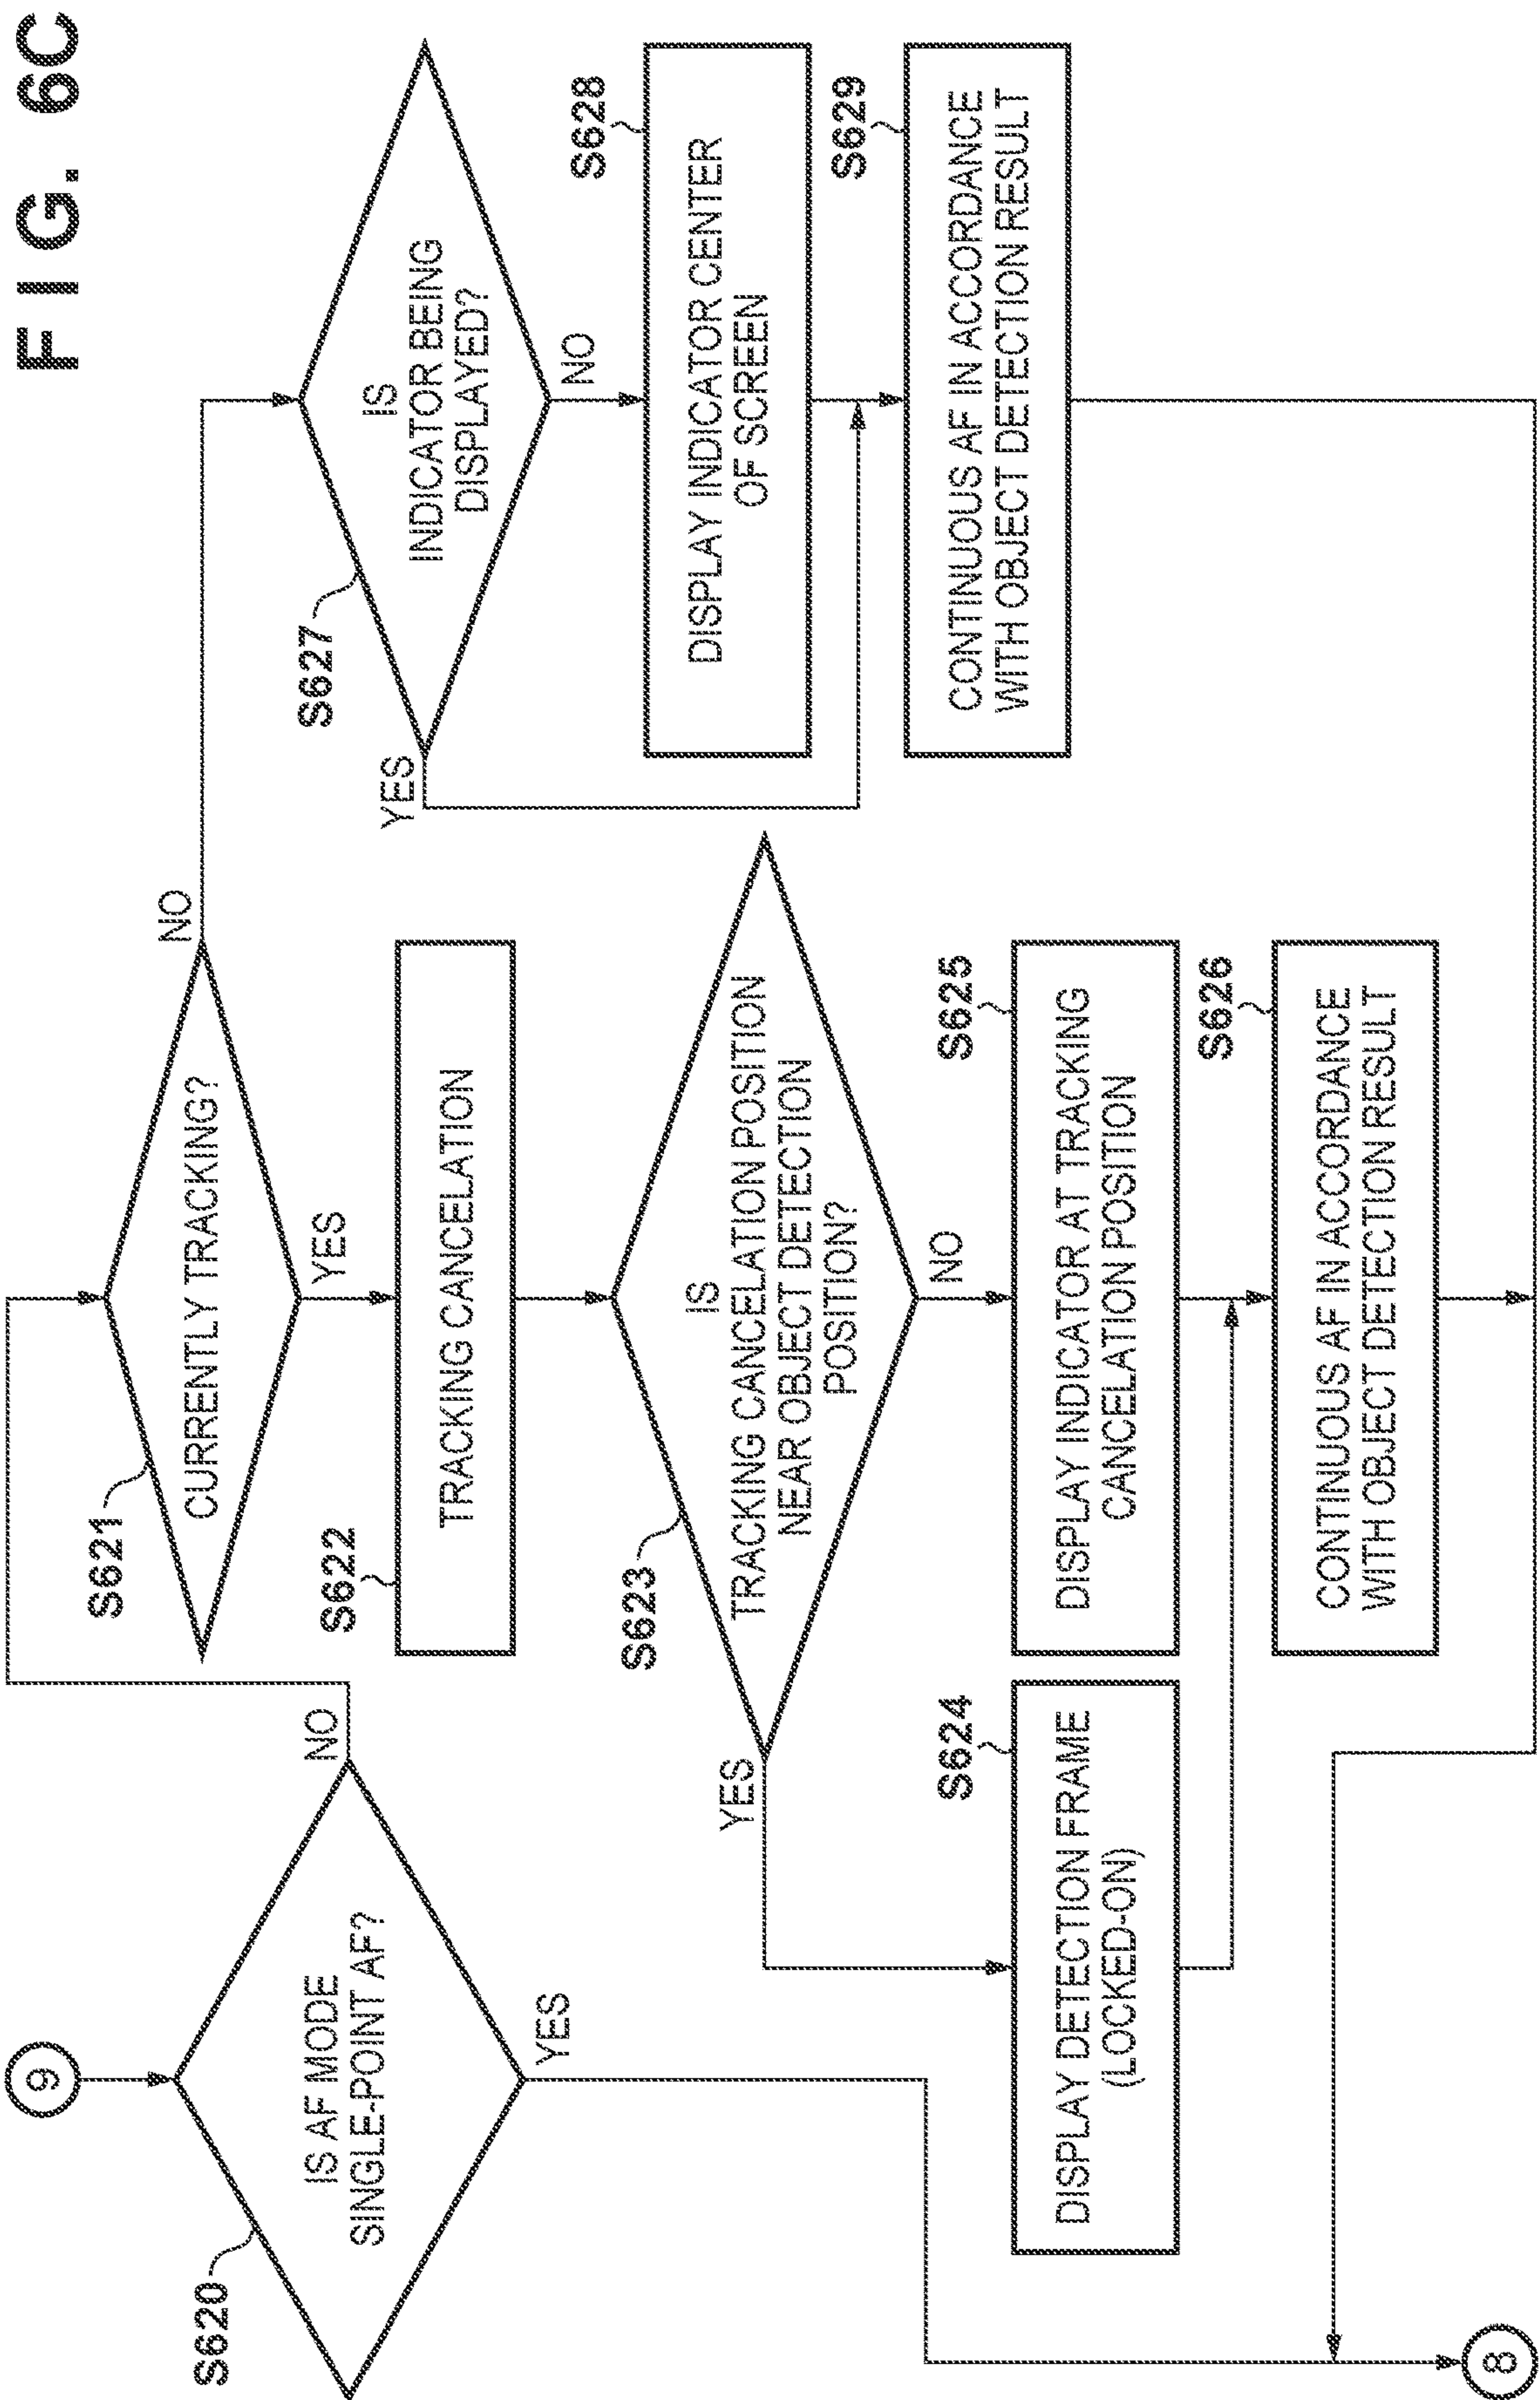 FIG. 6C
9
S620
IS AF MODE
SINGLE-POINT AF?
NO
YES
S621
CURRENTLY TRACKING?
NO
YES
S622
TRACKING CANCELATION
S623
IS
TRACKING CANCELATION POSITION
NEAR OBJECT DETECTION
POSITION?
YES
NO
S624
DISPLAY DETECTION FRAME
(LOCKED-ON)
S625
DISPLAY INDICATOR AT TRACKING
CANCELATION POSITION
S626
CONTINUOUS AF IN ACCORDANCE
WITH OBJECT DETECTION RESULT
S627
IS
INDICATOR BEING
DISPLAYED?
YES
NO
S628
DISPLAY INDICATOR CENTER
OF SCREEN
S629
CONTINUOUS AF IN ACCORDANCE
WITH OBJECT DETECTION RESULT
8